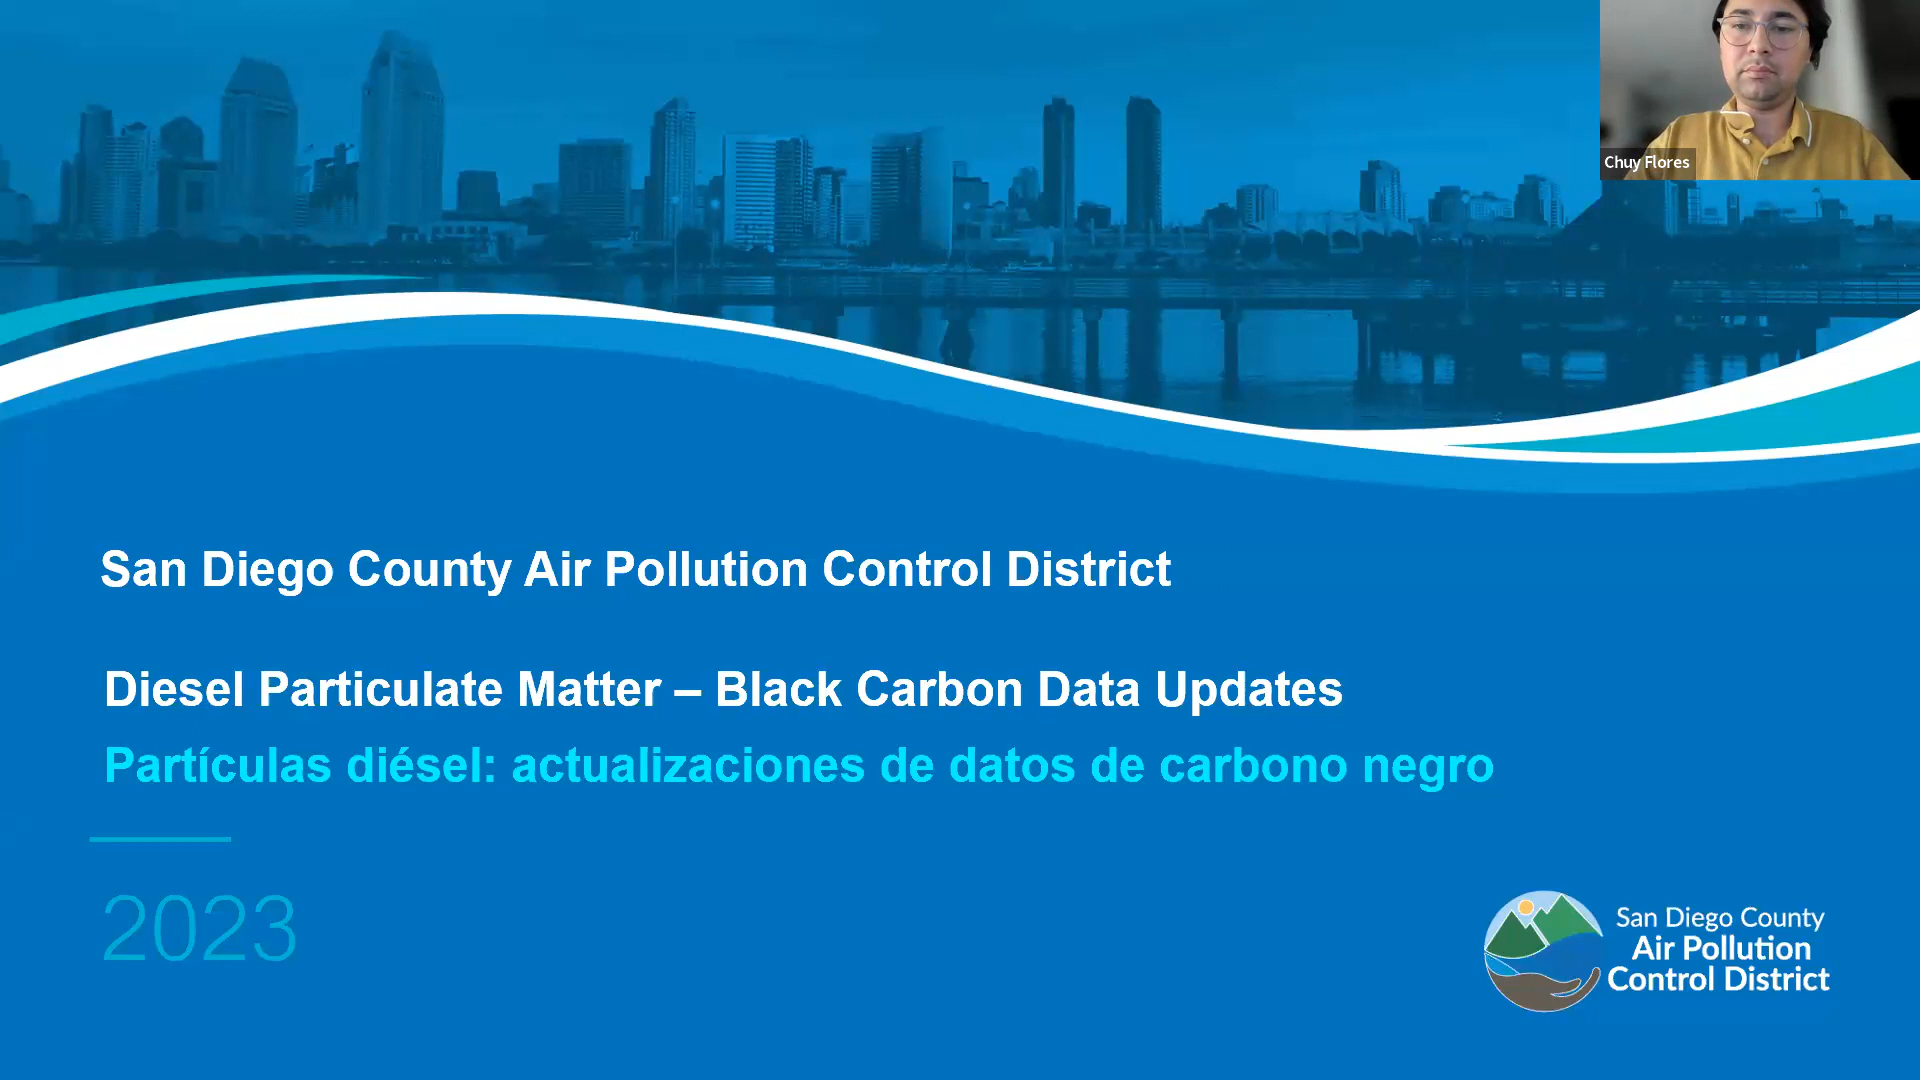 Chuy Flores
San Diego County Air Pollution Control District
Diesel Particulate Matter – Black Carbon Data Updates
Partículas diésel: actualizaciones de datos de carbono negro
2023
San Diego County
Air Pollution
Control District